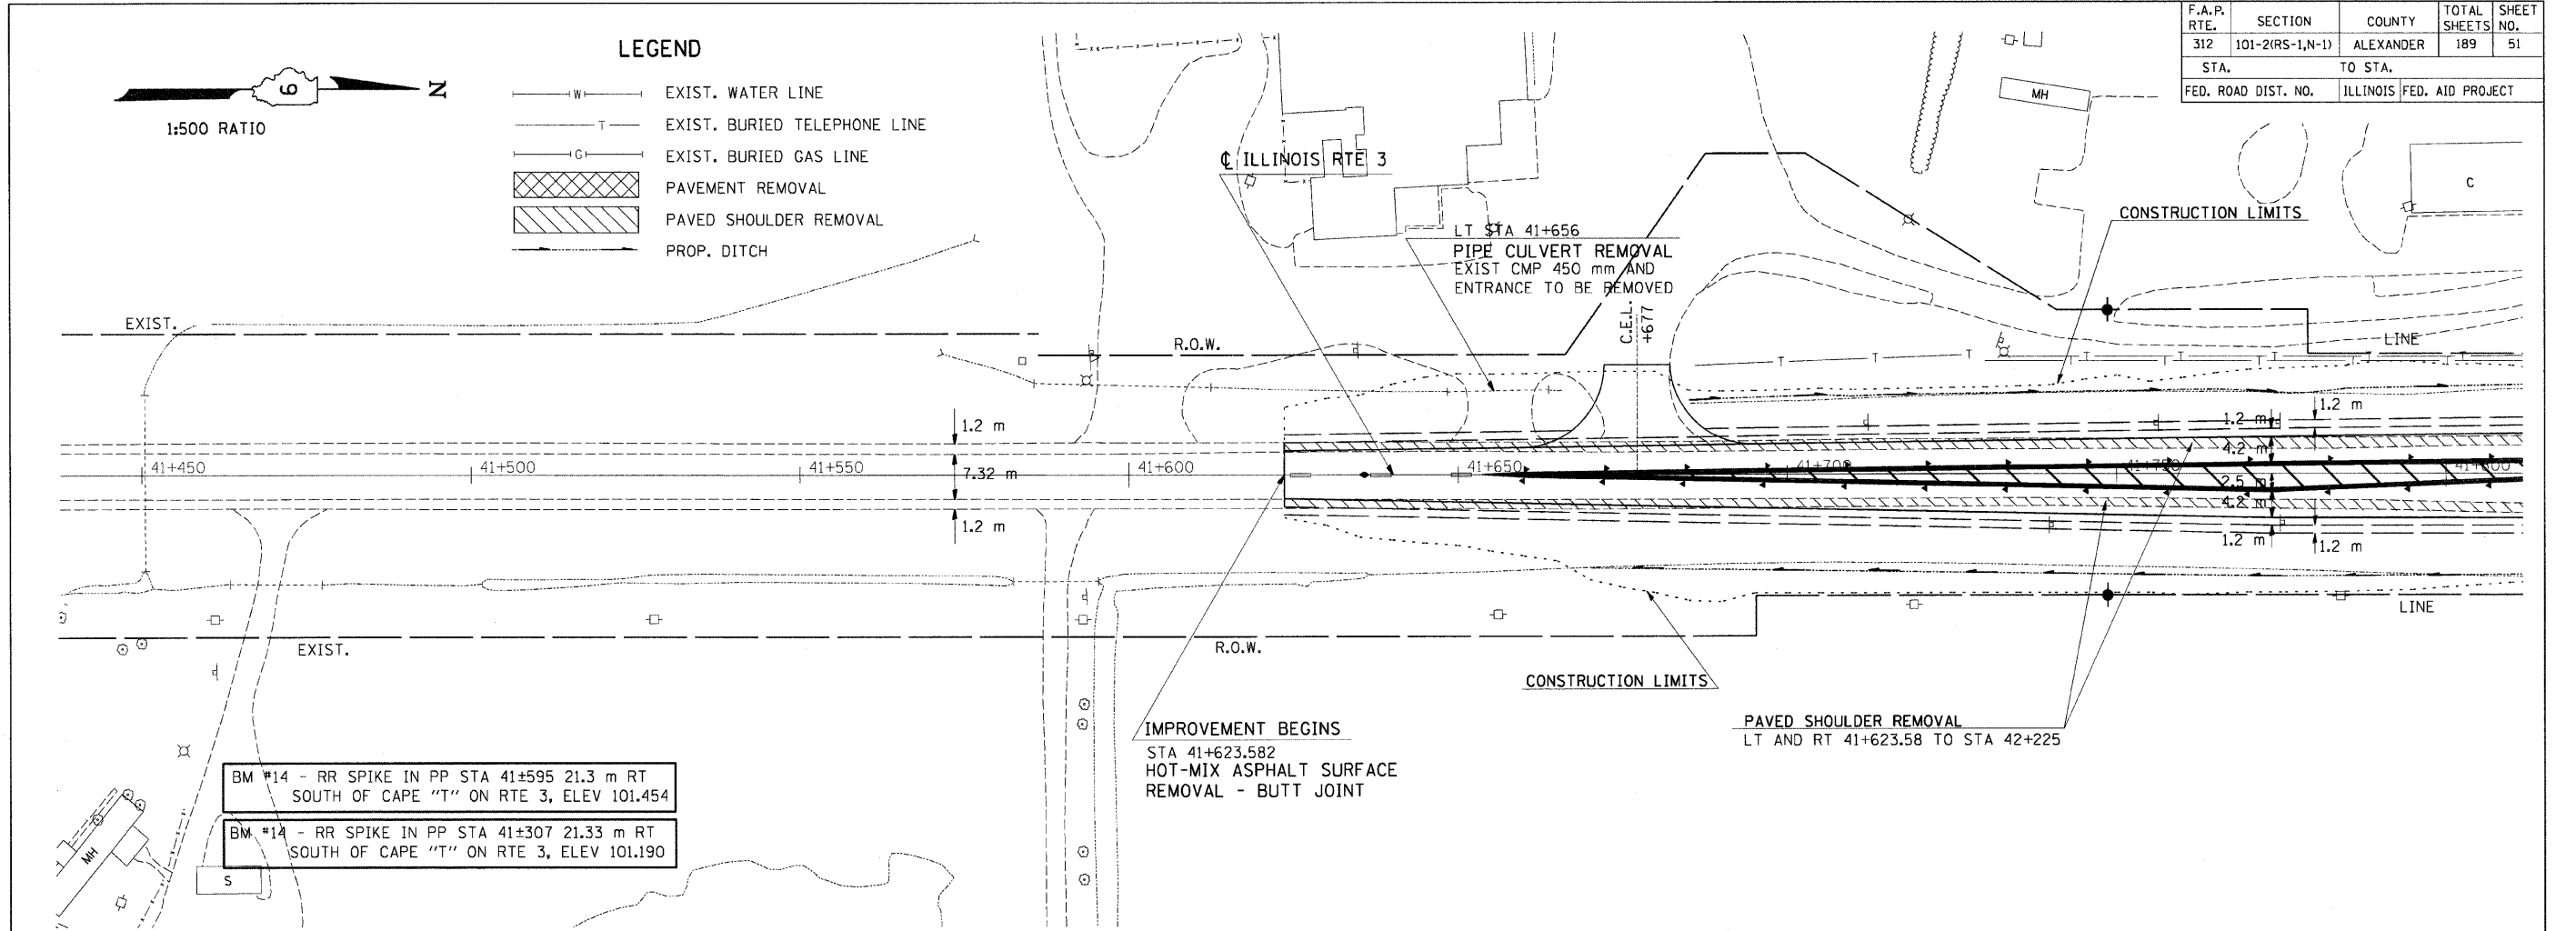 F.A.P. RTE. SECTION COUNTY TOTAL SHEETS SHEET NO.
312 101-2(RS-1,N-1) ALEXANDER 189 51
STA. TO STA.
FED. ROAD DIST. NO. ILLINOIS FED. AID PROJECT
N
1:500 RATIO
LEGEND
W EXIST. WATER LINE
T EXIST. BURIED TELEPHONE LINE
G EXIST. BURIED GAS LINE
PAVEMENT REMOVAL
PAVED SHOULDER REMOVAL
PROP. DITCH
MH
C
℄ ILLINOIS RTE 3
LT STA 41+656
PIPE CULVERT REMOVAL
EXIST CMP 450 mm AND
ENTRANCE TO BE REMOVED
C.E.L.
+677
CONSTRUCTION LIMITS
EXIST.
R.O.W.
LINE
T T T T T T T T T
1.2 m
1.2 m
1.2 m
4.2 m
41+450
41+500
41+550
41+600
41+650
41+700
41+750
41+800
7.32 m
2.5 m
4.2 m
1.2 m
1.2 m
1.2 m
EXIST.
R.O.W.
LINE
CONSTRUCTION LIMITS
IMPROVEMENT BEGINS
STA 41+623.582
HOT-MIX ASPHALT SURFACE
REMOVAL - BUTT JOINT
PAVED SHOULDER REMOVAL
LT AND RT 41+623.58 TO STA 42+225
BM #14 - RR SPIKE IN PP STA 41±595 21.3 m RT
SOUTH OF CAPE "T" ON RTE 3, ELEV 101.454
BM #14 - RR SPIKE IN PP STA 41±307 21.33 m RT
SOUTH OF CAPE "T" ON RTE 3, ELEV 101.190
MH
S